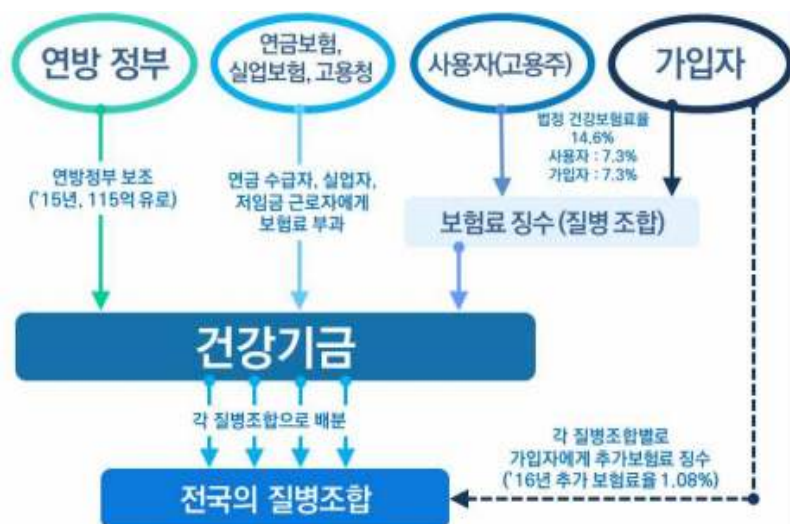 연방 정부
연금보험,
실업보험, 고용청
사용자(고용주)
가입자
연방정부 보조
('15년, 115억 유로)
연금 수급자, 실업자,
저임금 근로자에게
보험료 부과
법정 건강보험료율
14.6%
사용자 : 7.3%
가입자 : 7.3%
보험료 징수 (질병 조합)
건강기금
각 질병조합으로 배분
전국의 질병조합
각 질병조합별로
가입자에게 추가보험료 징수
('16년 추가 보험료율 1.08%)